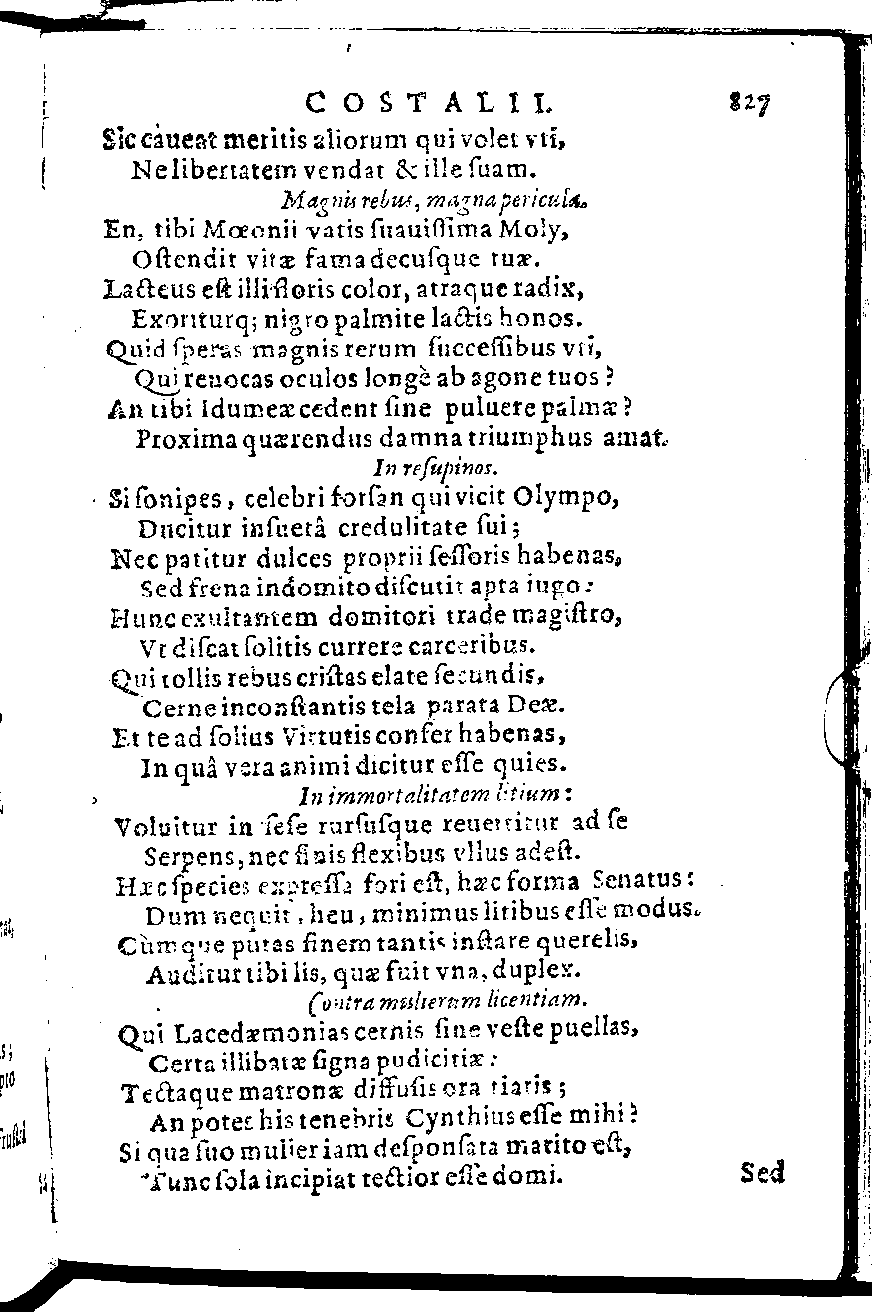 COSTALII. 827
Sic caueat meritis aliorum qui volet vti,
Ne libertatem vendat & ille ſuam.
Magnis rebus, magna pericula.
En, tibi Mœonii vatis ſuauiſſima Moly,
Oſtendit vitæ fama decuſque tuæ.
Lacteus eſt illi floris color, atraque radix,
Exoriturq; nigro palmite lactis honos.
Quid ſperas magnis rerum ſucceſſibus vti,
Qui reuocas oculos longè ab agone tuos?
An tibi Idumeæ cedent ſine puluere palmæ?
Proxima quærendus damna triumphus amat.
In reſupinos.
Si ſonipes, celebri forſan qui vicit Olympo,
Ducitur inſuetâ credulitate ſui;
Nec patitur dulces proprii ſeſſoris habenas,
Sed frena indomito diſcutit apta iugo:
Hunc exultantem domitori trade magiſtro,
Vt diſcat ſolitis currere carceribus.
Qui tollis rebus criſtas elate ſecundis,
Cerne inconſtantis tela parata Deæ.
Et te ad ſolius Virtutis confer habenas,
In quâ vera animi dicitur eſſe quies.
In immortalitatem litium:
Voluitur in ſeſe rurſuſque reuertitur ad ſe
Serpens, nec finis flexibus vllus adeſt.
Hæc ſpecies expreſſa fori eſt, hæc forma Senatus:
Dum nequit, heu, minimus litibus eſſe modus.
Cùmque putas finem tantis inſtare querelis,
Auditur tibi lis, quæ fuit vna, duplex.
Contra mulierum licentiam.
Qui Lacedæmonias cernis ſine veſte puellas,
Certa illibatæ ſigna pudicitiæ:
Tectaque matronæ diffuſis ora tiaris;
An potes his tenebris Cynthius eſſe mihi?
Si qua ſuo mulier iam deſponſata marito eſt,
Tunc ſola incipiat rectior eſſe domi.
Sed